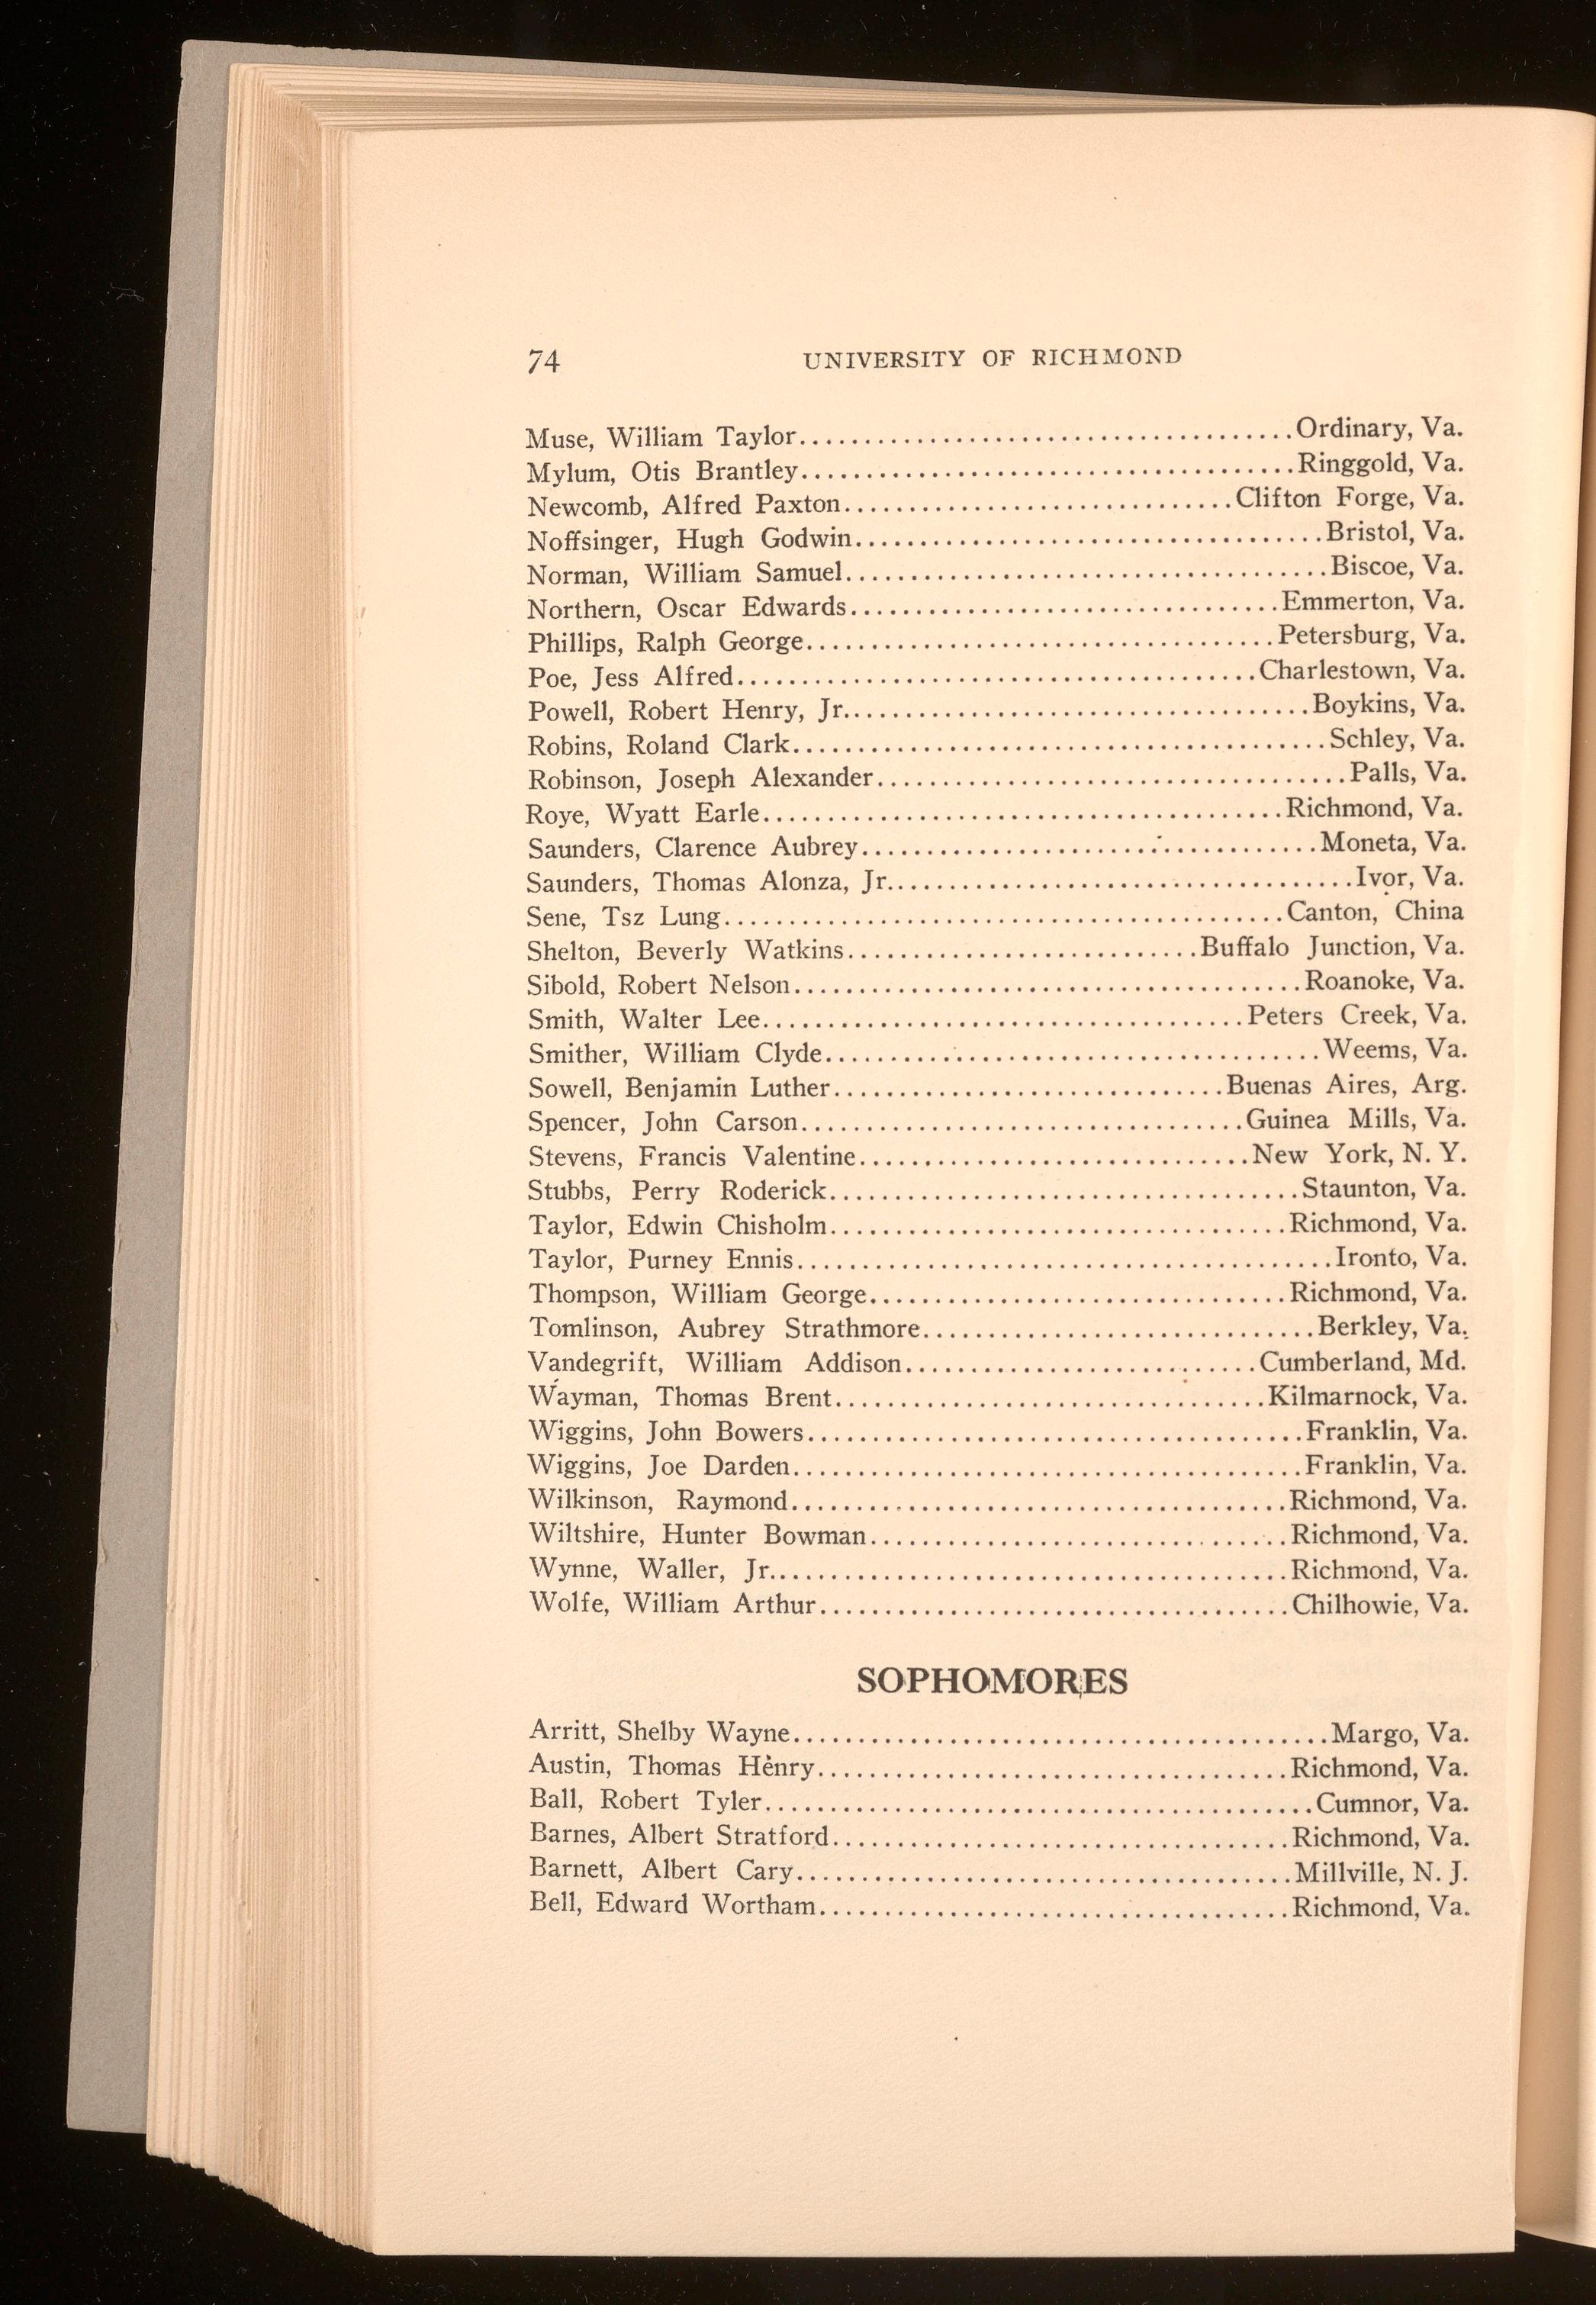 74 UNIVERSITY OF RICHMOND
Muse, William Taylor......................................Ordinary, Va.
Mylum, Otis Brantley......................................Ringgold, Va.
Newcomb, Alfred Paxton..............................Clifton Forge, Va.
Noffsinger, Hugh Godwin....................................Bristol, Va.
Norman, William Samuel.....................................Biscoe, Va.
Northern, Oscar Edwards.................................Emmerton, Va.
Phillips, Ralph George....................................Petersburg, Va.
Poe, Jess Alfred........................................Charlestown, Va.
Powell, Robert Henry, Jr....................................Boykins, Va.
Robins, Roland Clark.........................................Schley, Va.
Robinson, Joseph Alexander....................................Palls, Va.
Roye, Wyatt Earle........................................Richmond, Va.
Saunders, Clarence Aubrey...................................Moneta, Va.
Saunders, Thomas Alonza, Jr....................................Ivor, Va.
Sene, Tsz Lung...........................................Canton, China
Shelton, Beverly Watkins...........................Buffalo Junction, Va.
Sibold, Robert Nelson.......................................Roanoke, Va.
Smith, Walter Lee.....................................Peters Creek, Va.
Smither, William Clyde......................................Weems, Va.
Sowell, Benjamin Luther..............................Buenas Aires, Arg.
Spencer, John Carson..................................Guinea Mills, Va.
Stevens, Francis Valentine..............................New York, N. Y.
Stubbs, Perry Roderick....................................Staunton, Va.
Taylor, Edwin Chisholm...................................Richmond, Va.
Taylor, Purney Ennis.........................................Ironto, Va.
Thompson, William George................................Richmond, Va.
Tomlinson, Aubrey Strathmore..............................Berkley, Va.
Vandegrift, William Addison...........................Cumberland, Md.
Wayman, Thomas Brent.................................Kilmarnock, Va.
Wiggins, John Bowers......................................Franklin, Va.
Wiggins, Joe Darden.......................................Franklin, Va.
Wilkinson, Raymond......................................Richmond, Va.
Wiltshire, Hunter Bowman................................Richmond, Va.
Wynne, Waller, Jr........................................Richmond, Va.
Wolfe, William Arthur....................................Chilhowie, Va.
SOPHOMORES
Arritt, Shelby Wayne.........................................Margo, Va.
Austin, Thomas Henry....................................Richmond, Va.
Ball, Robert Tyler..........................................Cumnor, Va.
Barnes, Albert Stratford...................................Richmond, Va.
Barnett, Albert Cary......................................Millville, N. J.
Bell, Edward Wortham....................................Richmond, Va.